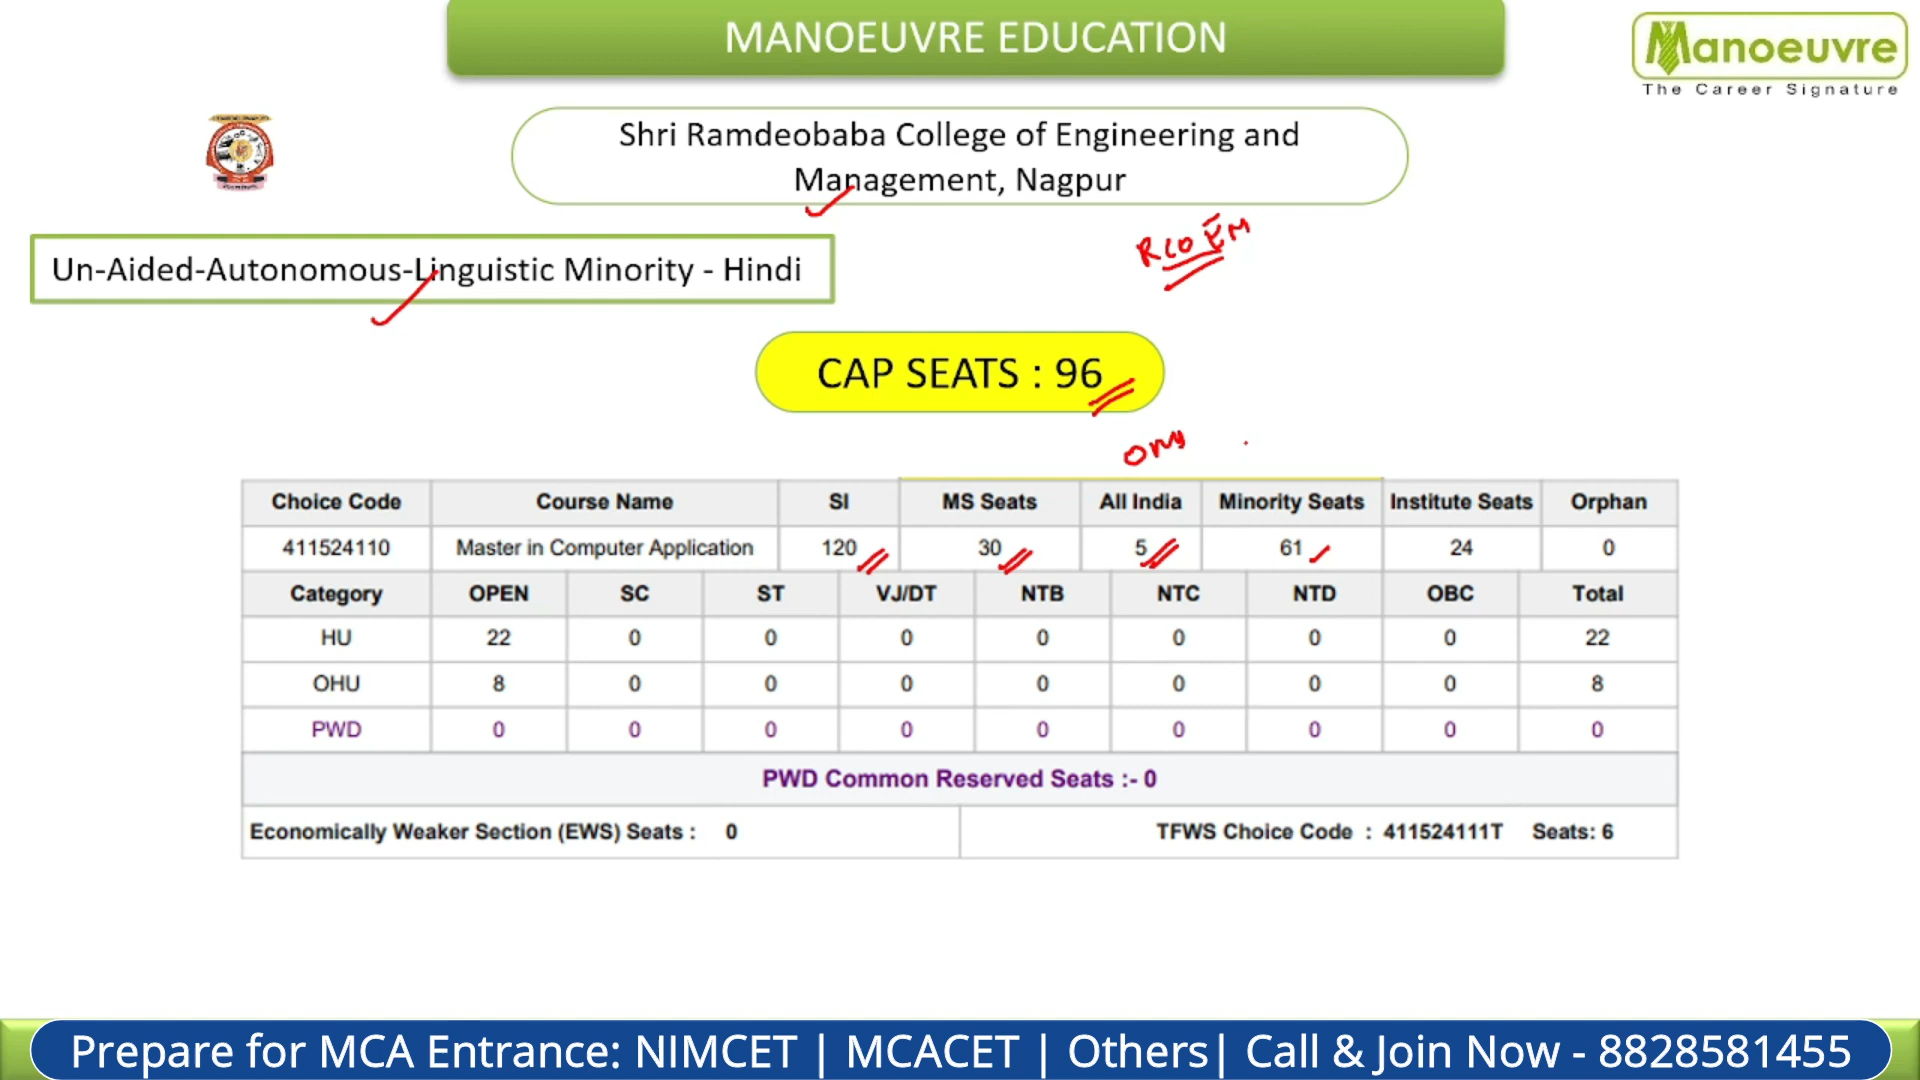 MANOEUVRE EDUCATION
Manoeuvre
The Career Signature
Shri Ramdeobaba College of Engineering and
Management, Nagpur
RCOEM
Un-Aided-Autonomous-Linguistic Minority - Hindi
CAP SEATS : 96
Choice Code Course Name SI MS Seats All India Minority Seats Institute Seats Orphan
411524110 Master in Computer Application 120 30 5 61 24 0
Category OPEN SC ST VJ/DT NTB NTC NTD OBC Total
HU 22 0 0 0 0 0 0 0 22
OHU 8 0 0 0 0 0 0 0 8
PWD 0 0 0 0 0 0 0 0 0
PWD Common Reserved Seats :- 0
Economically Weaker Section (EWS) Seats : 0 TFWS Choice Code : 411524111T Seats: 6
Prepare for MCA Entrance: NIMCET | MCACET | Others| Call & Join Now - 8828581455